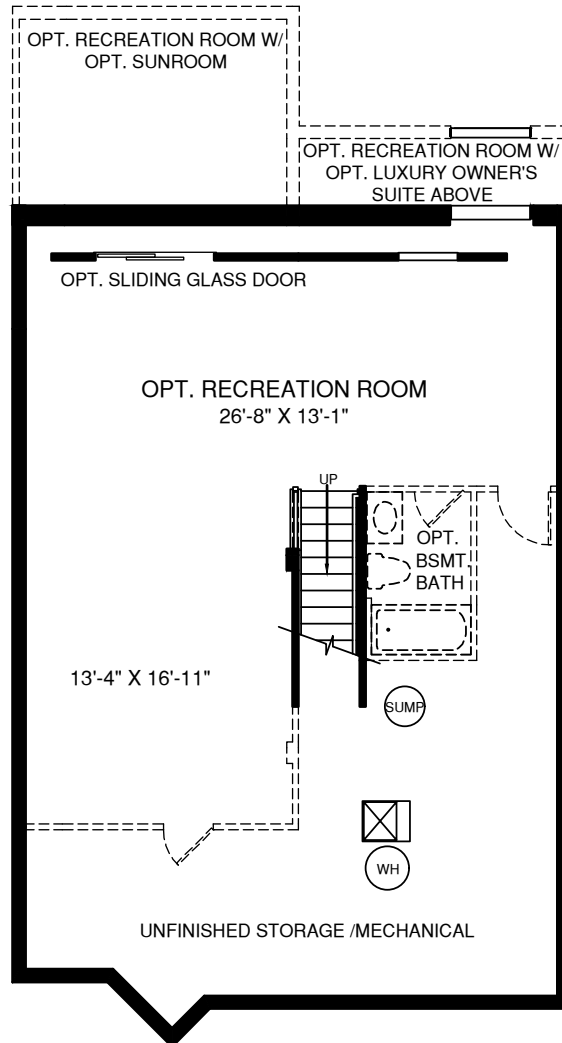 OPT. RECREATION ROOM W/
OPT. SUNROOM
OPT. RECREATION ROOM W/
OPT. LUXURY OWNER'S
SUITE ABOVE
OPT. SLIDING GLASS DOOR
OPT. RECREATION ROOM
26'-8" X 13'-1"
UP
OPT.
BSMT.
BATH
13'-4" X 16'-11"
SUMP
WH
UNFINISHED STORAGE /MECHANICAL